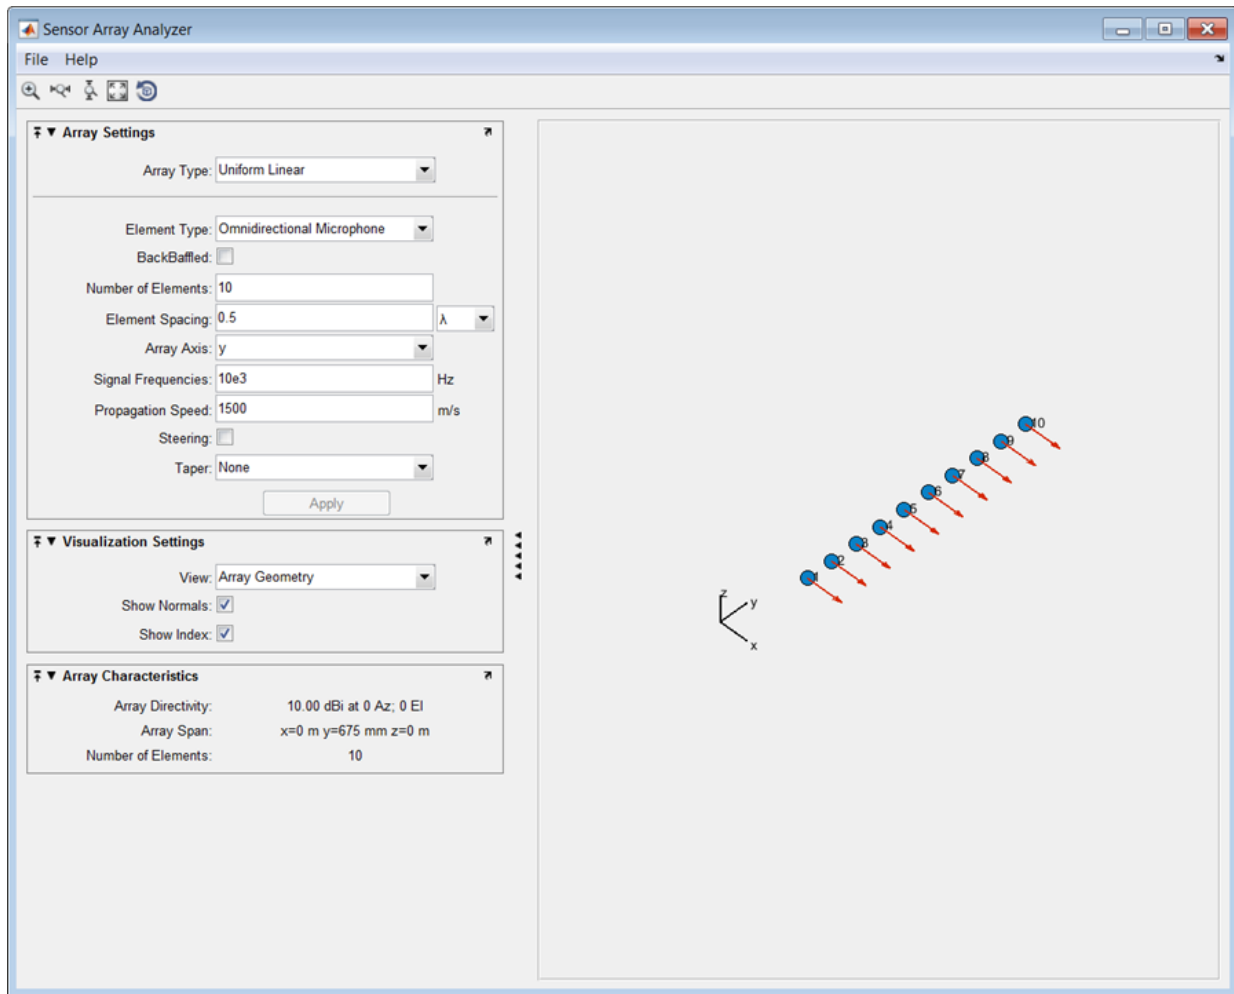 Sensor Array Analyzer
File Help
Array Settings
Array Type: Uniform Linear
Element Type: Omnidirectional Microphone
BackBaffled:
Number of Elements: 10
Element Spacing: 0.5 λ
Array Axis: y
Signal Frequencies: 10e3 Hz
Propagation Speed: 1500 m/s
Steering:
Taper: None
Apply
Visualization Settings
View: Array Geometry
Show Normals:
Show Index:
Array Characteristics
Array Directivity: 10.00 dBi at 0 Az; 0 El
Array Span: x=0 m y=675 mm z=0 m
Number of Elements: 10
10
9
8
7
6
5
4
3
2
1
z
y
x